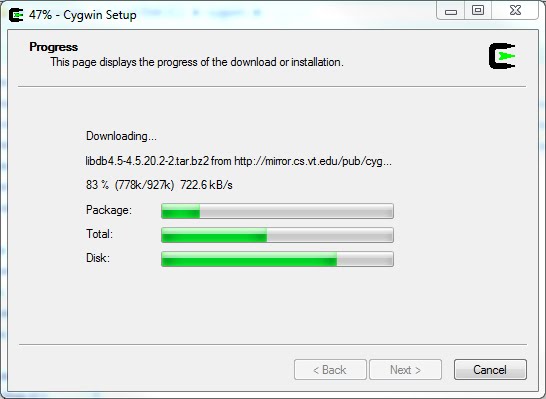 47% - Cygwin Setup
Progress
This page displays the progress of the download or installation.
Downloading...
libdb4.5-4.5.20.2-2.tar.bz2 from http://mirror.cs.vt.edu/pub/cyg...
83 % (778k/927k) 722.6 kB/s
Package:
Total:
Disk:
< Back
Next >
Cancel